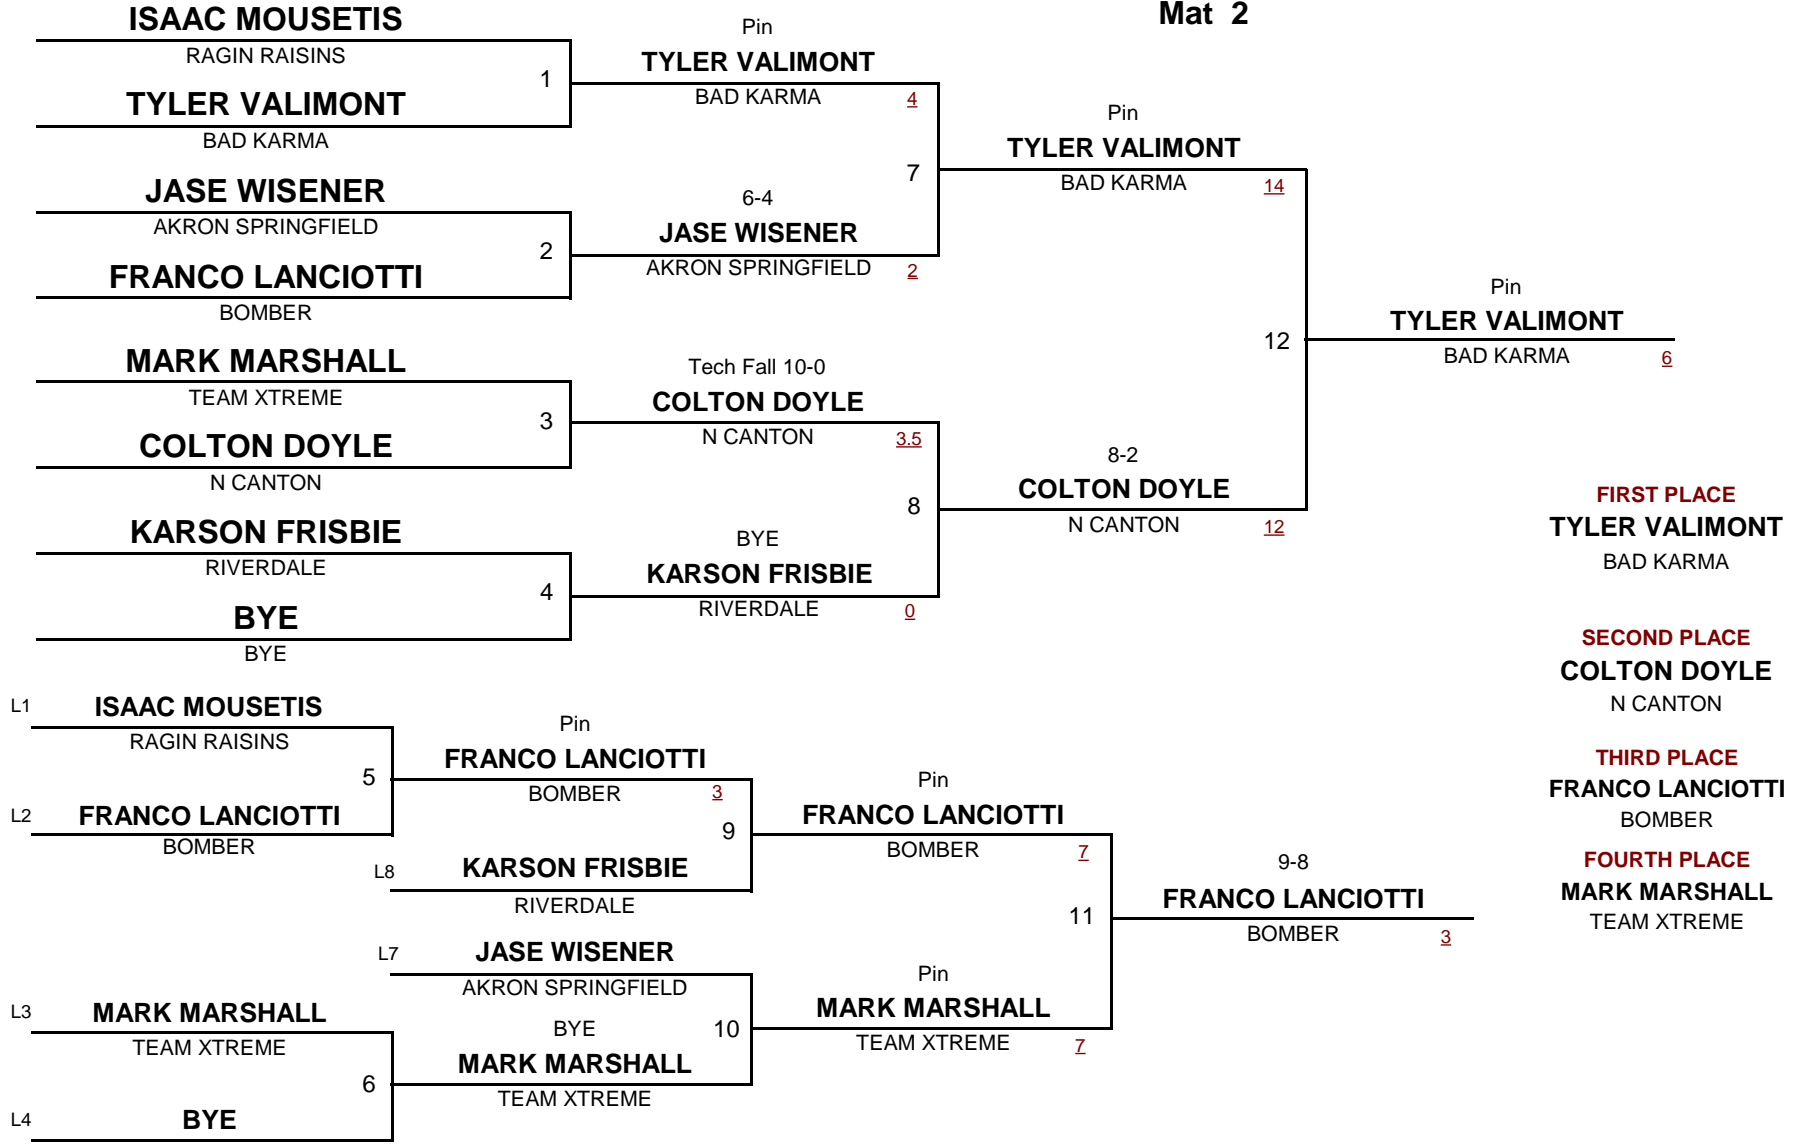 Mat 2
ISAAC MOUSETIS
RAGIN RAISINS
1
TYLER VALIMONT
BAD KARMA
JASE WISENER
AKRON SPRINGFIELD
2
FRANCO LANCIOTTI
BOMBER
MARK MARSHALL
TEAM XTREME
3
COLTON DOYLE
N CANTON
KARSON FRISBIE
RIVERDALE
4
BYE
BYE
Pin
TYLER VALIMONT
BAD KARMA 4
7
6-4
JASE WISENER
AKRON SPRINGFIELD 2
Tech Fall 10-0
COLTON DOYLE
N CANTON 3.5
8
BYE
KARSON FRISBIE
RIVERDALE 0
Pin
TYLER VALIMONT
BAD KARMA 14
12
8-2
COLTON DOYLE
N CANTON 12
Pin
TYLER VALIMONT
BAD KARMA 6
FIRST PLACE
TYLER VALIMONT
BAD KARMA
SECOND PLACE
COLTON DOYLE
N CANTON
THIRD PLACE
FRANCO LANCIOTTI
BOMBER
FOURTH PLACE
MARK MARSHALL
TEAM XTREME
L1 ISAAC MOUSETIS
RAGIN RAISINS
5
L2 FRANCO LANCIOTTI
BOMBER
Pin
FRANCO LANCIOTTI
BOMBER 3
9
L8 KARSON FRISBIE
RIVERDALE
L7 JASE WISENER
AKRON SPRINGFIELD
10
BYE
MARK MARSHALL
TEAM XTREME
L3 MARK MARSHALL
TEAM XTREME
6
L4 BYE
Pin
FRANCO LANCIOTTI
BOMBER 7
11
Pin
MARK MARSHALL
TEAM XTREME 7
9-8
FRANCO LANCIOTTI
BOMBER 3